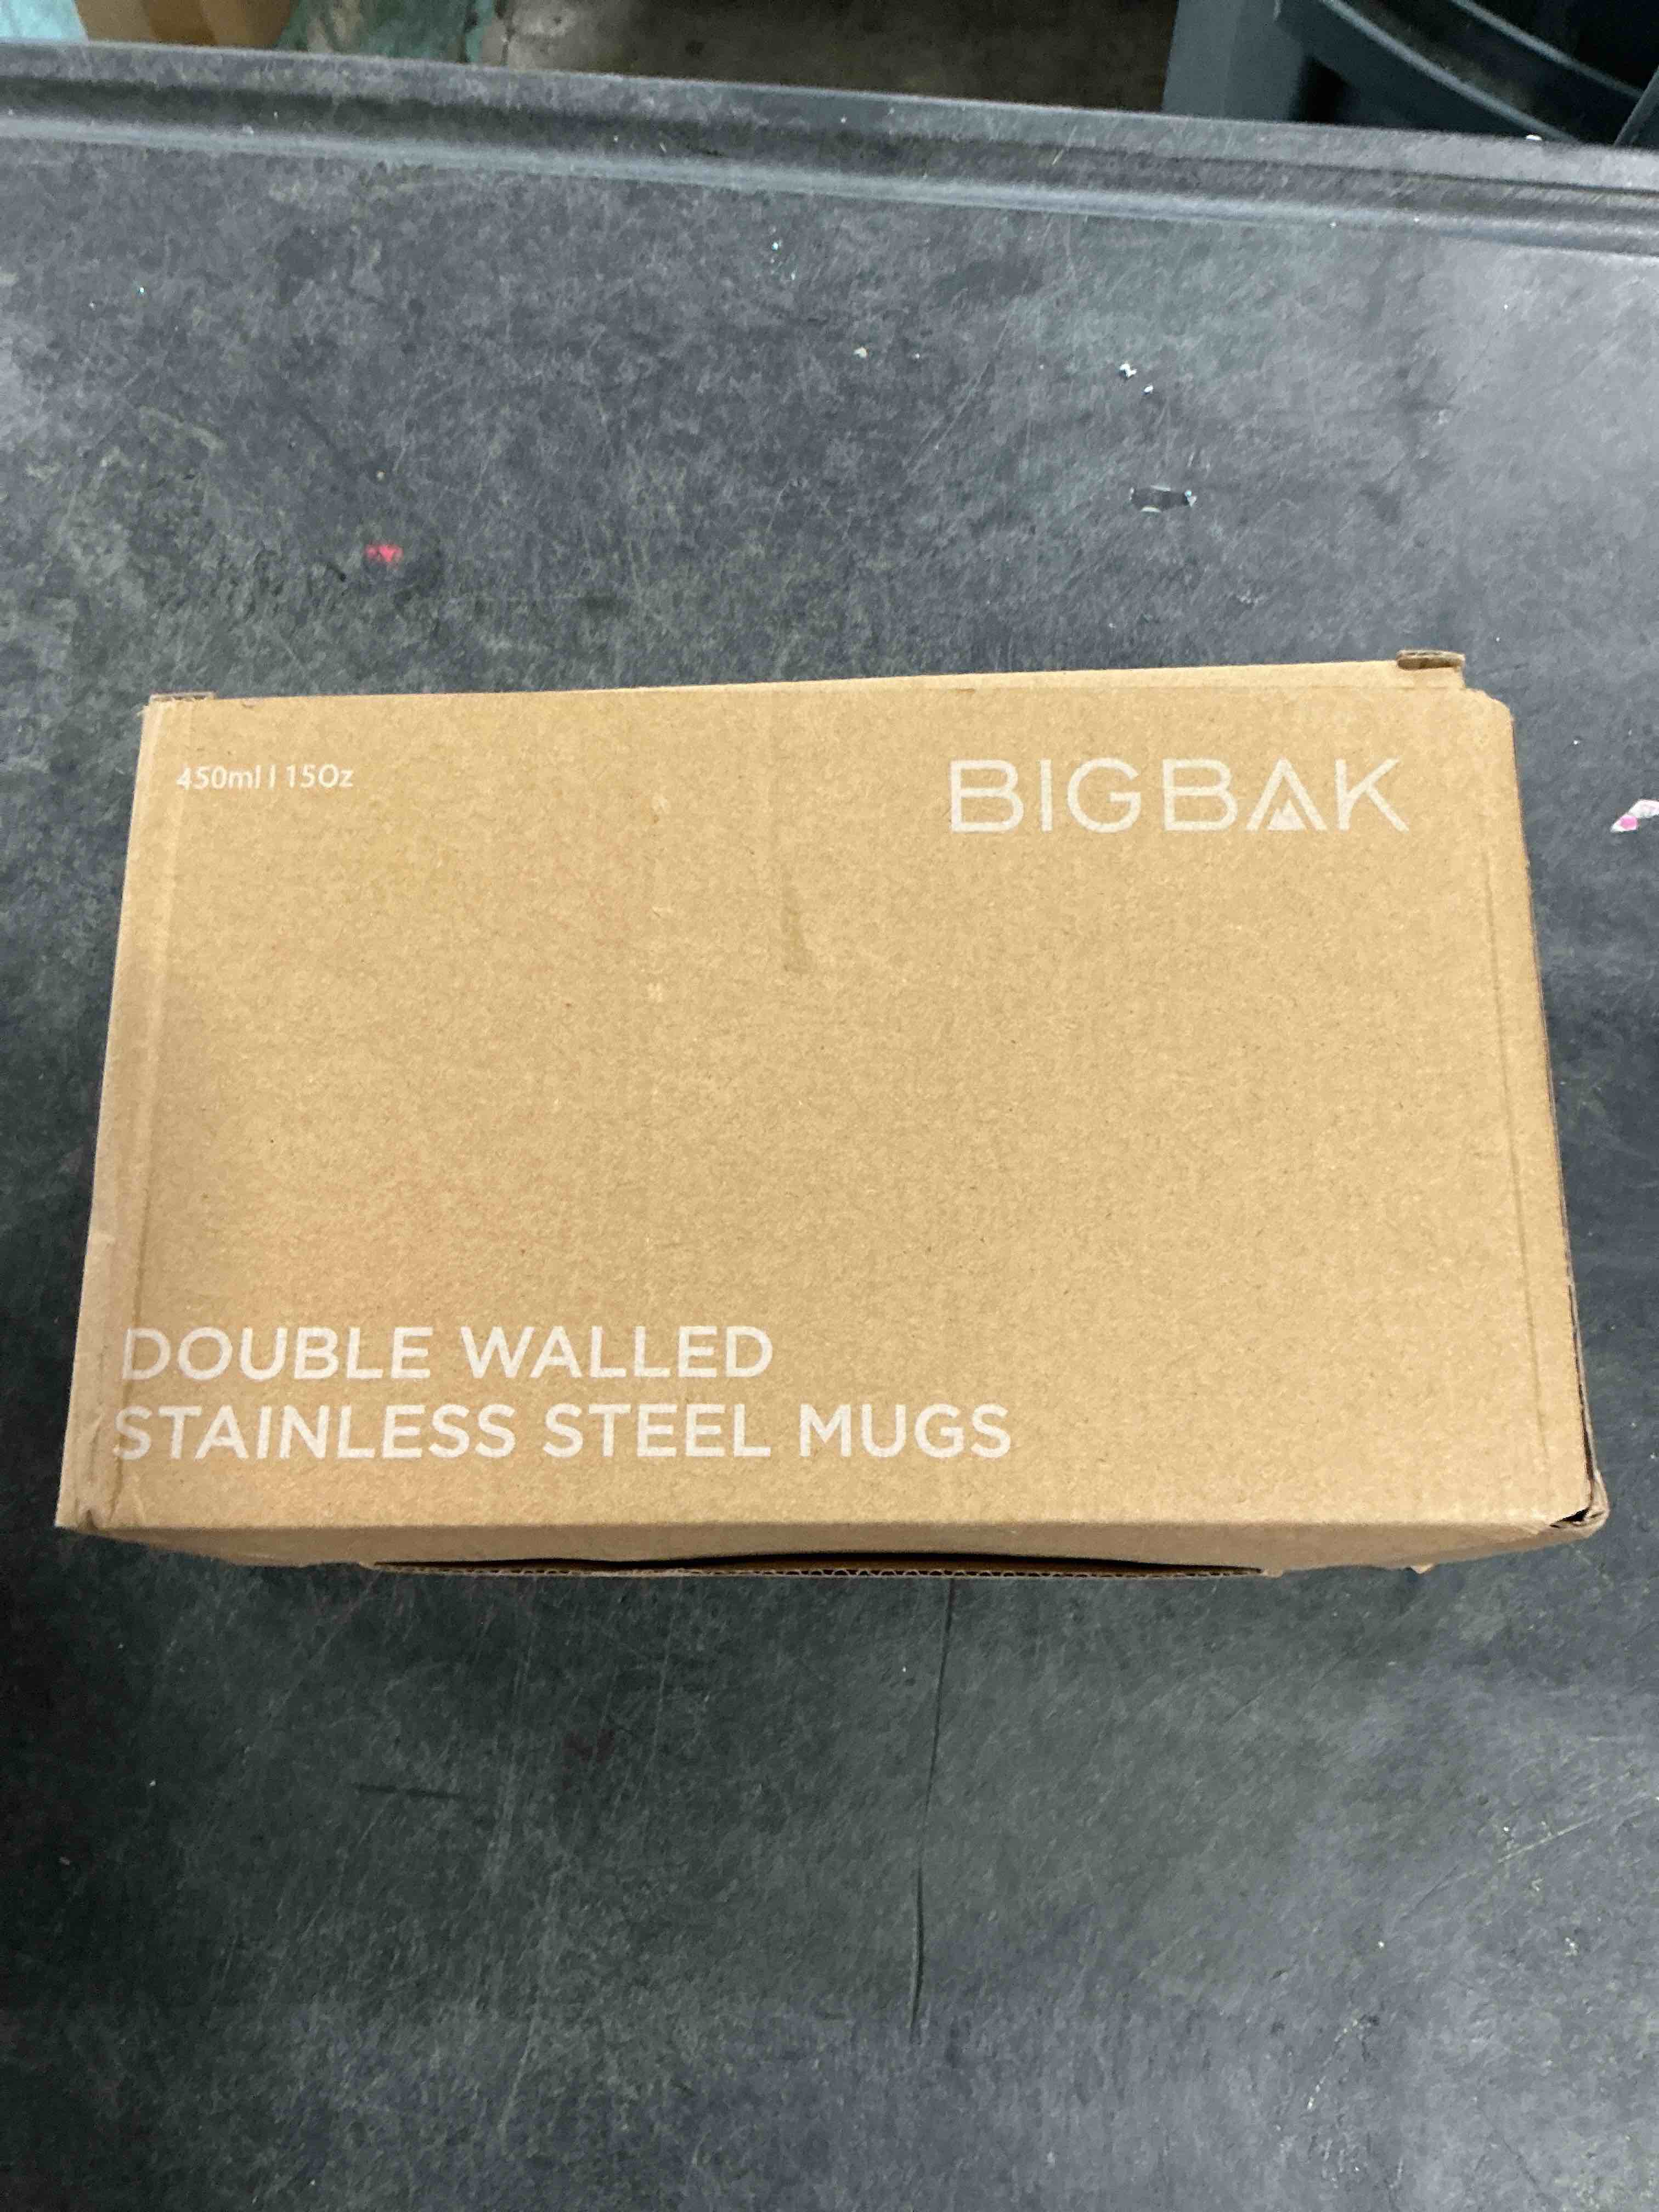 450ml | 15Oz
BIGBAK
DOUBLE WALLED
STAINLESS STEEL MUGS